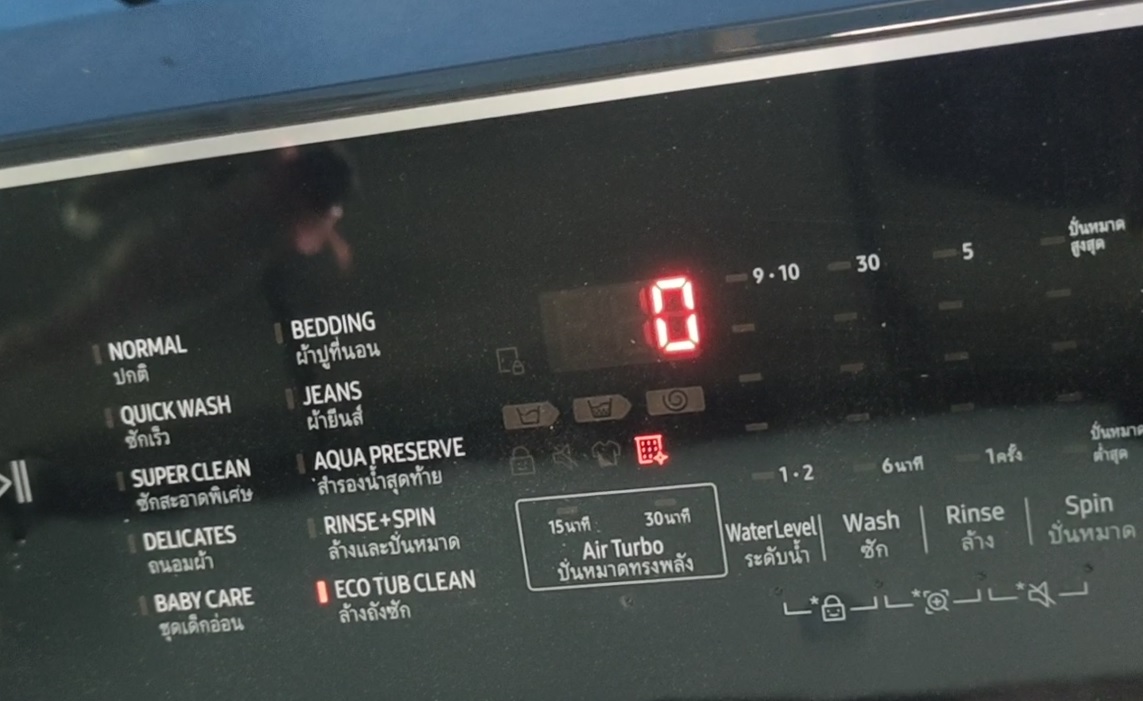 NORMAL
ปกติ
QUICK WASH
ซักเร็ว
SUPER CLEAN
ซักสะอาดพิเศษ
DELICATES
ถนอมผ้า
BABY CARE
ชุดเด็กอ่อน
BEDDING
ผ้าปูที่นอน
JEANS
ผ้ายีนส์
AQUA PRESERVE
สำรองน้ำสุดท้าย
RINSE+SPIN
ล้างและปั่นหมาด
ECO TUB CLEAN
ล้างถังซัก
0
15นาที 30นาที
Air Turbo
ปั่นหมาดทรงพลัง
9·10 30 5 ปั่นหมาด
สูงสุด
1·2 6นาที 1ครั้ง ปั่นหมาด
ต่ำสุด
Water Level Wash Rinse Spin
ระดับน้ำ ซัก ล้าง ปั่นหมาด
* * *